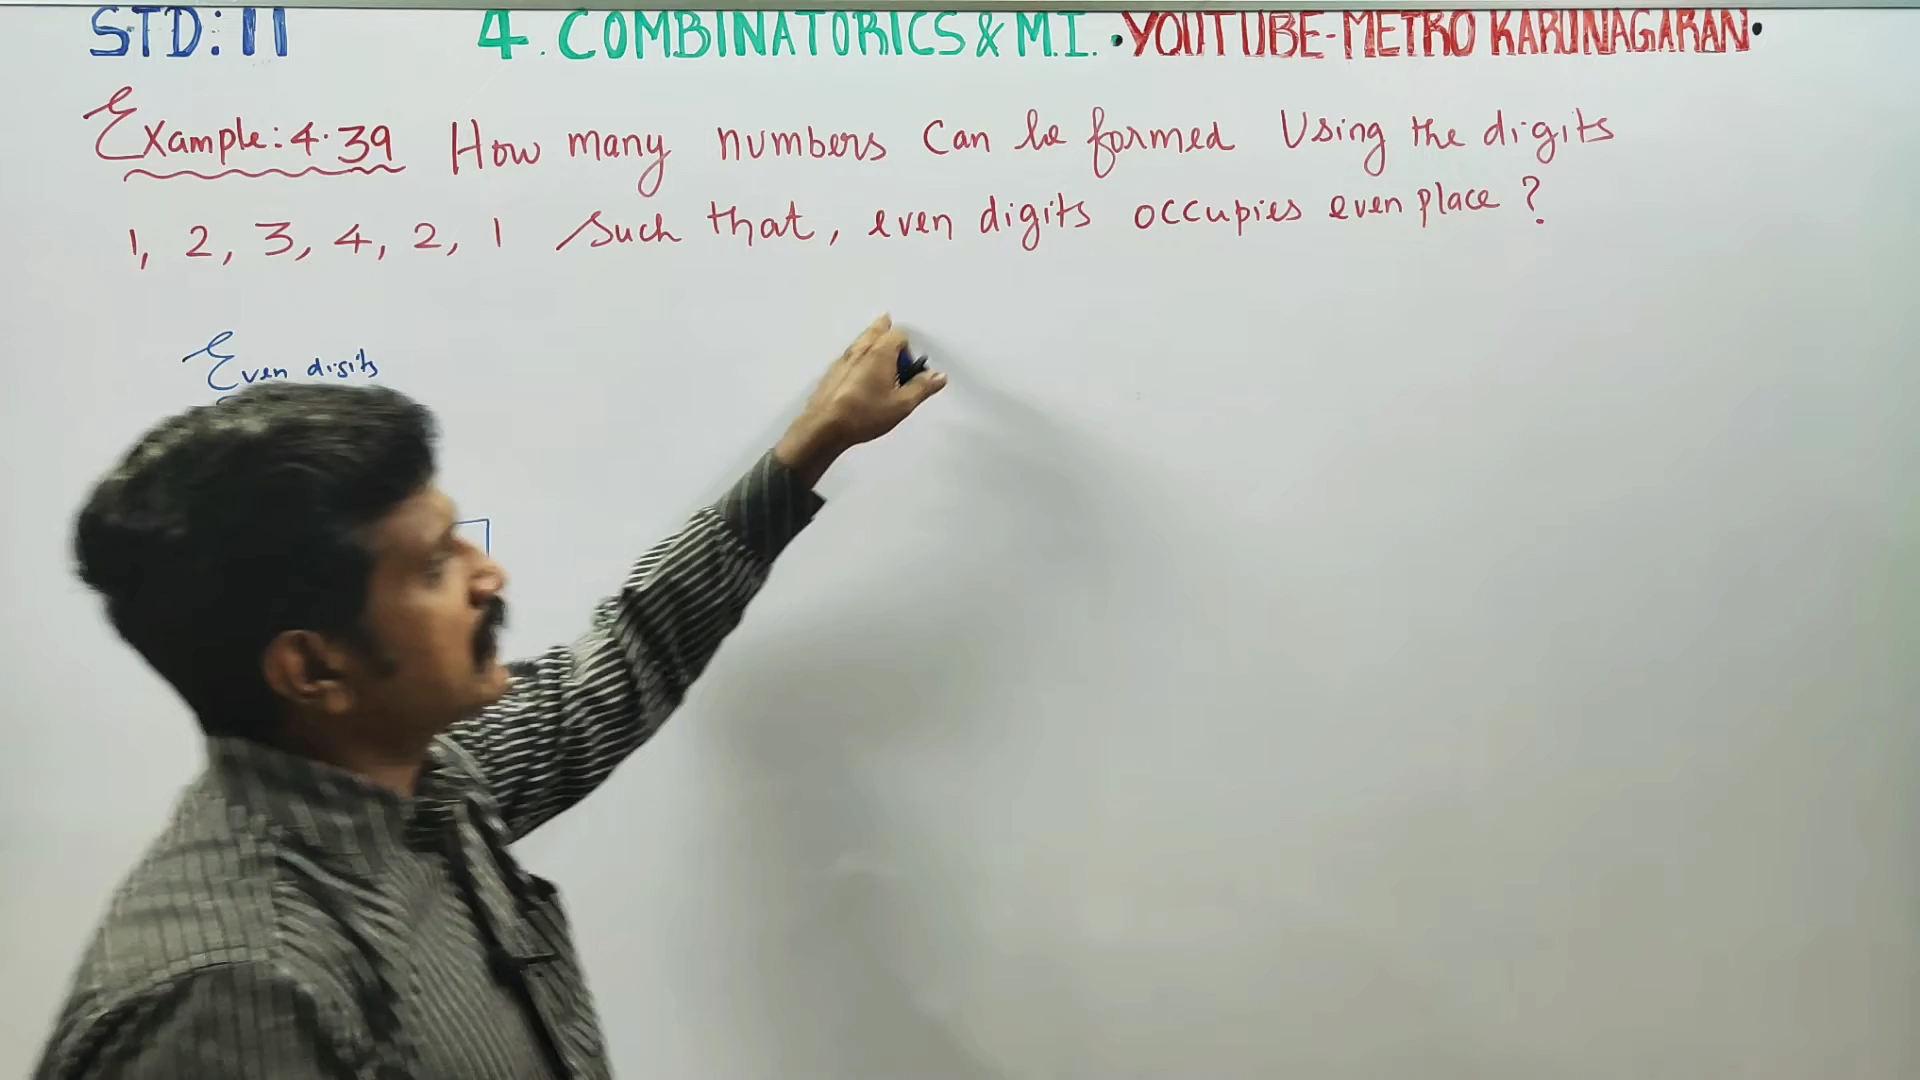 STD: 11 4. COMBINATORICS & M.I. •YOUTUBE-METRO KARUNAGARAN•
Example: 4.39 How many numbers can be formed Using the digits
1, 2, 3, 4, 2, 1 such that, even digits occupies even place?
Even digits